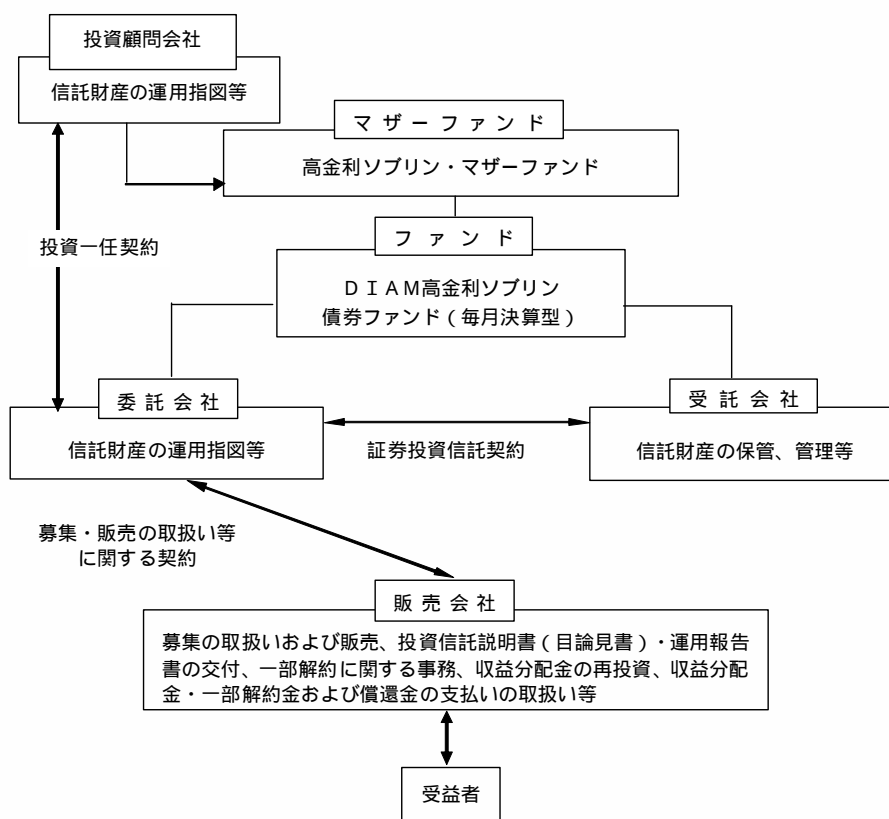 投資顧問会社
信託財産の運用指図等
マザーファンド
高金利ソブリン・マザーファンド
ファンド
投資一任契約
ＤＩＡＭ高金利ソブリン
債券ファンド（毎月決算型）
委託会社
受託会社
信託財産の運用指図等
証券投資信託契約
信託財産の保管、管理等
募集・販売の取扱い等
に関する契約
販売会社
募集の取扱いおよび販売、投資信託説明書（目論見書）・運用報告
書の交付、一部解約に関する事務、収益分配金の再投資、収益分配
金・一部解約金および償還金の支払いの取扱い等
受益者